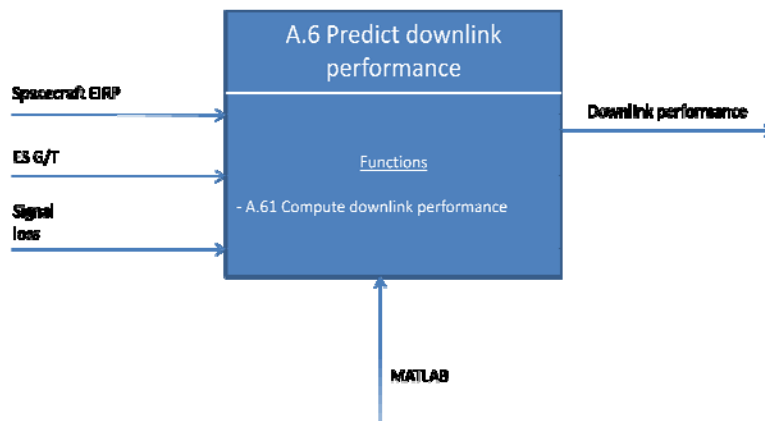 A.6 Predict downlink
performance
Spacecraft EIRP
Downlink performance
ES G/T
Functions
- A.61 Compute downlink performance
Signal
loss
MATLAB